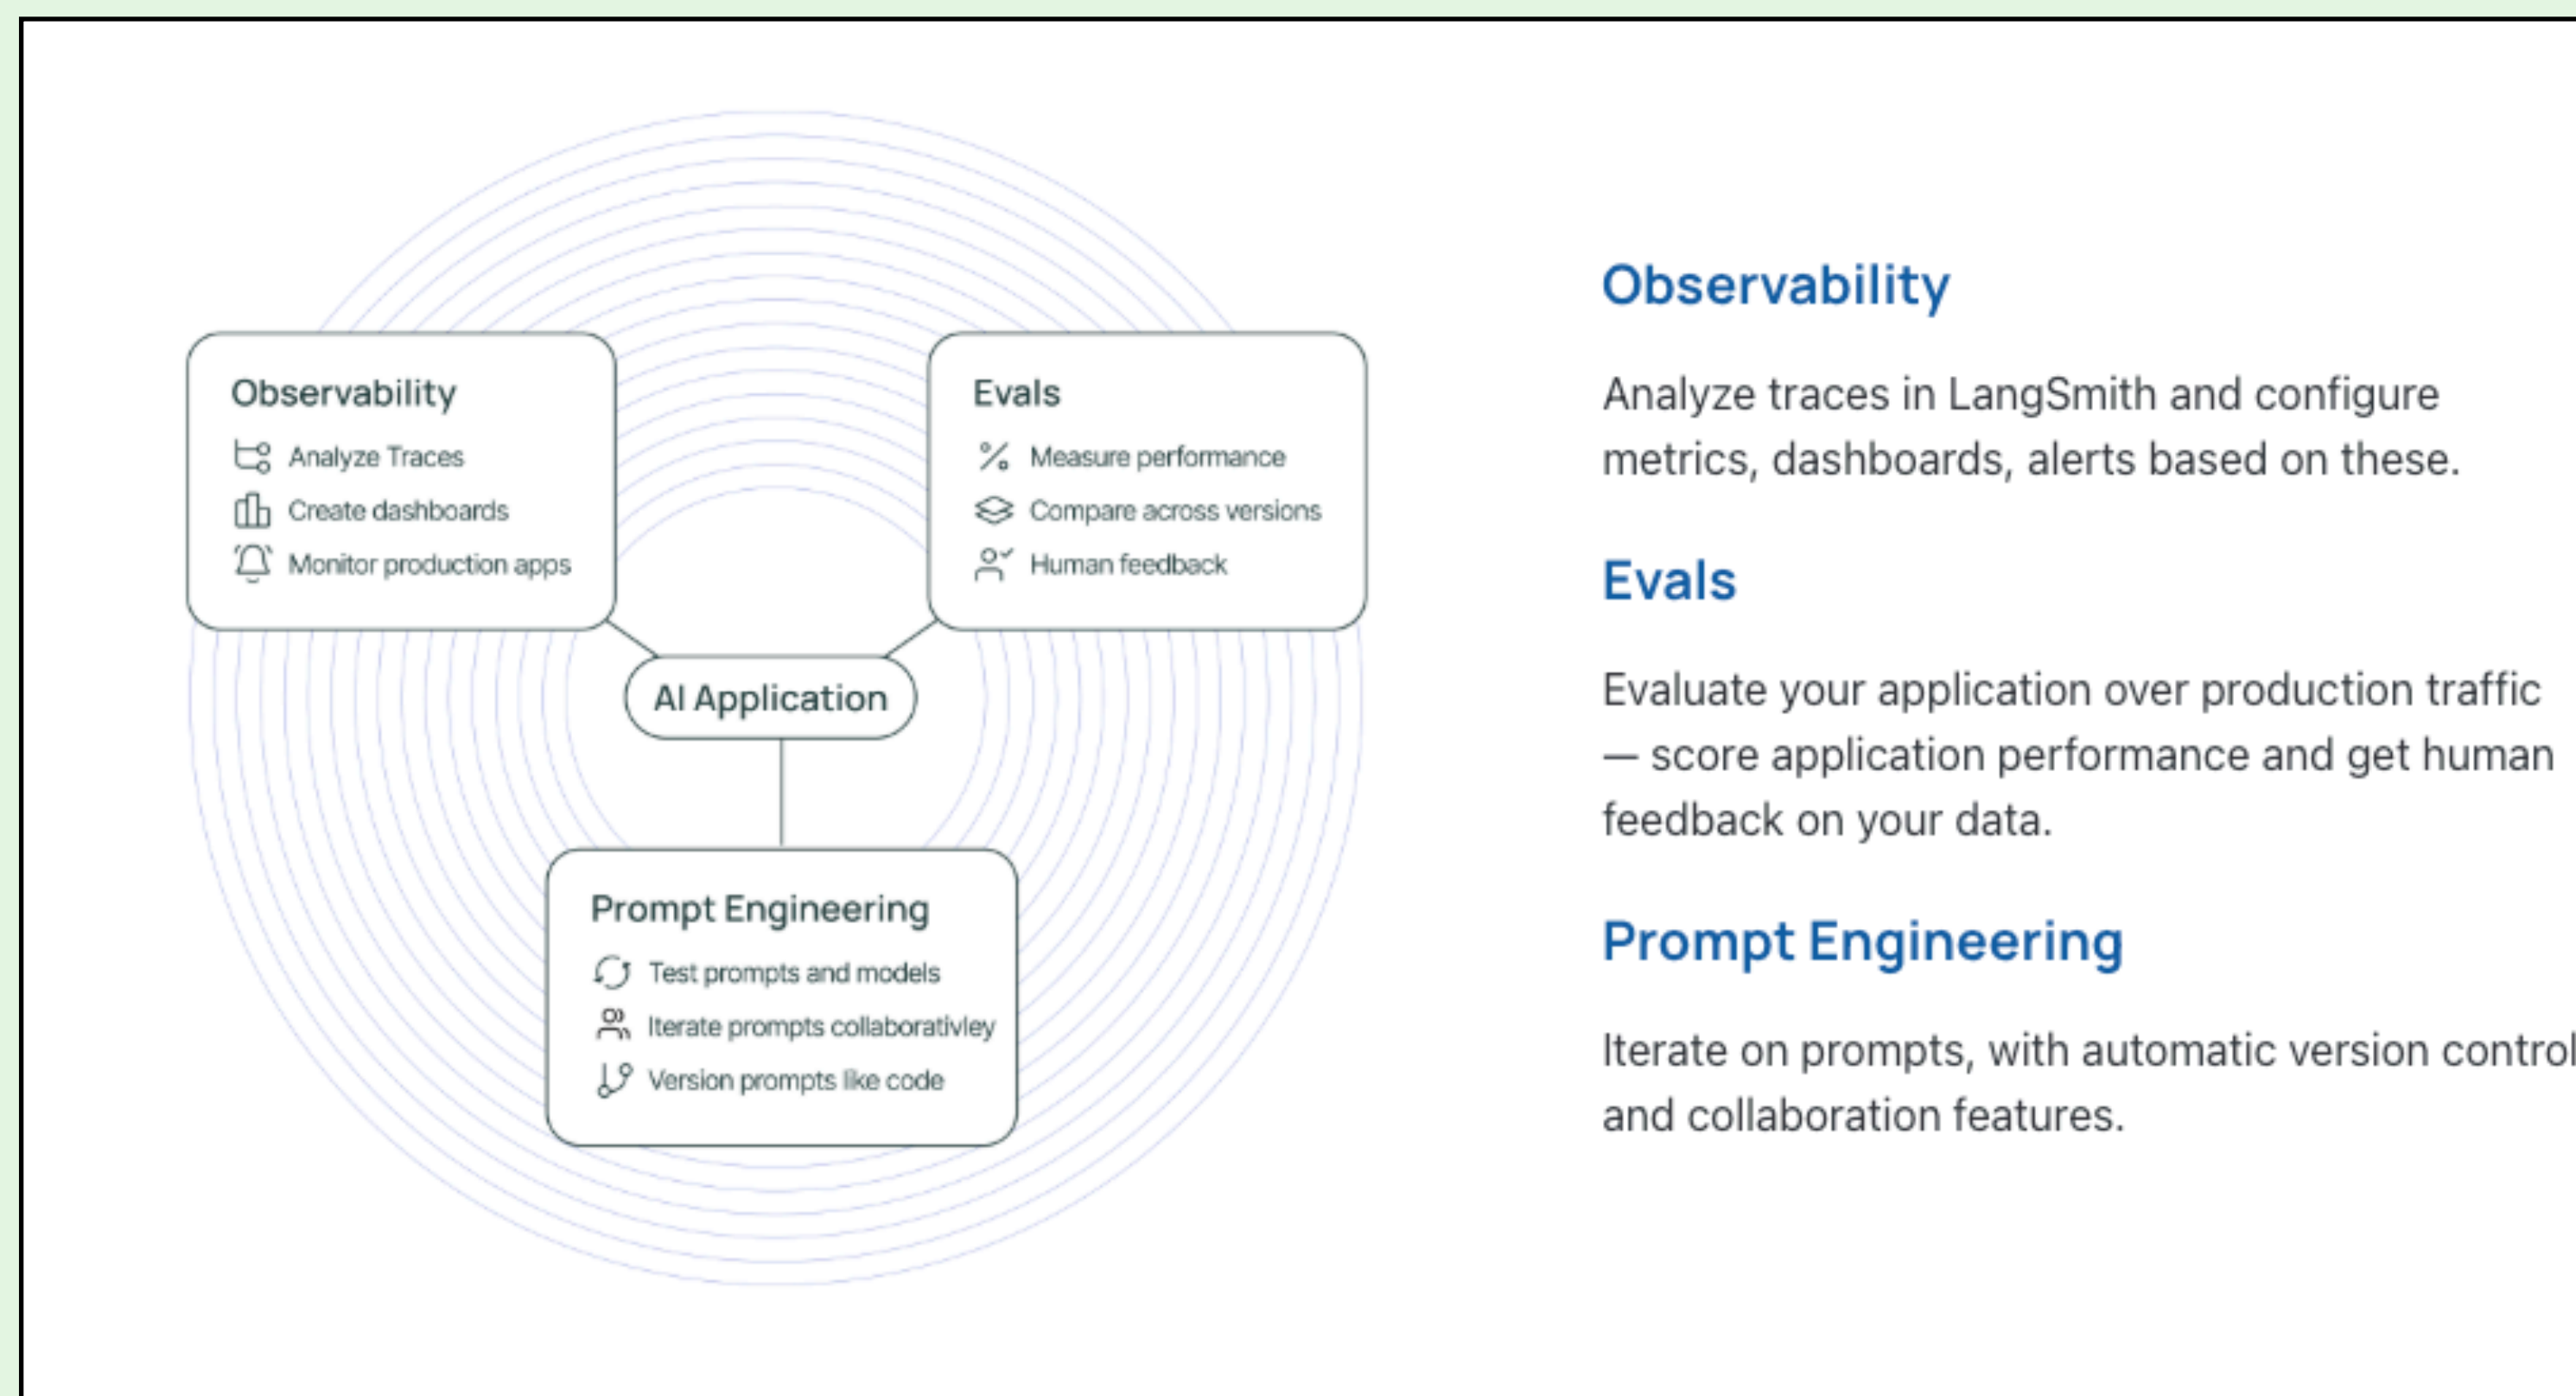 Observability
Analyze Traces
Create dashboards
Monitor production apps
Evals
Measure performance
Compare across versions
Human feedback
AI Application
Prompt Engineering
Test prompts and models
Iterate prompts collaborativley
Version prompts like code
Observability
Analyze traces in LangSmith and configure
metrics, dashboards, alerts based on these.
Evals
Evaluate your application over production traffic
— score application performance and get human
feedback on your data.
Prompt Engineering
Iterate on prompts, with automatic version control
and collaboration features.